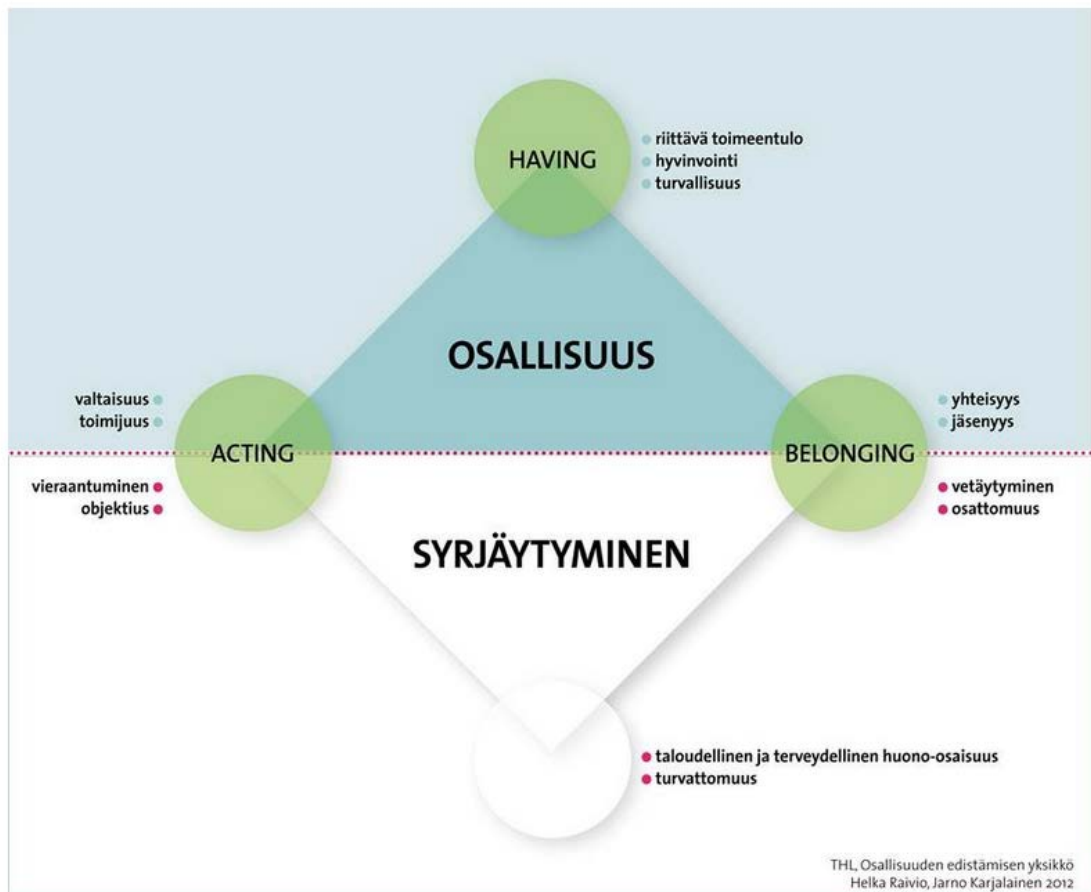 HAVING
riittävä toimeentulo
hyvinvointi
turvallisuus
OSALLISUUS
valtaisuus
toimijuus
ACTING
vieraantuminen
objektius
yhteisyys
jäsenyys
BELONGING
vetäytyminen
osattomuus
SYRJÄYTYMINEN
taloudellinen ja terveydellinen huono-osaisuus
turvattomuus
THL, Osallisuuden edistämisen yksikkö
Helka Raivio, Jarno Karjalainen 2012